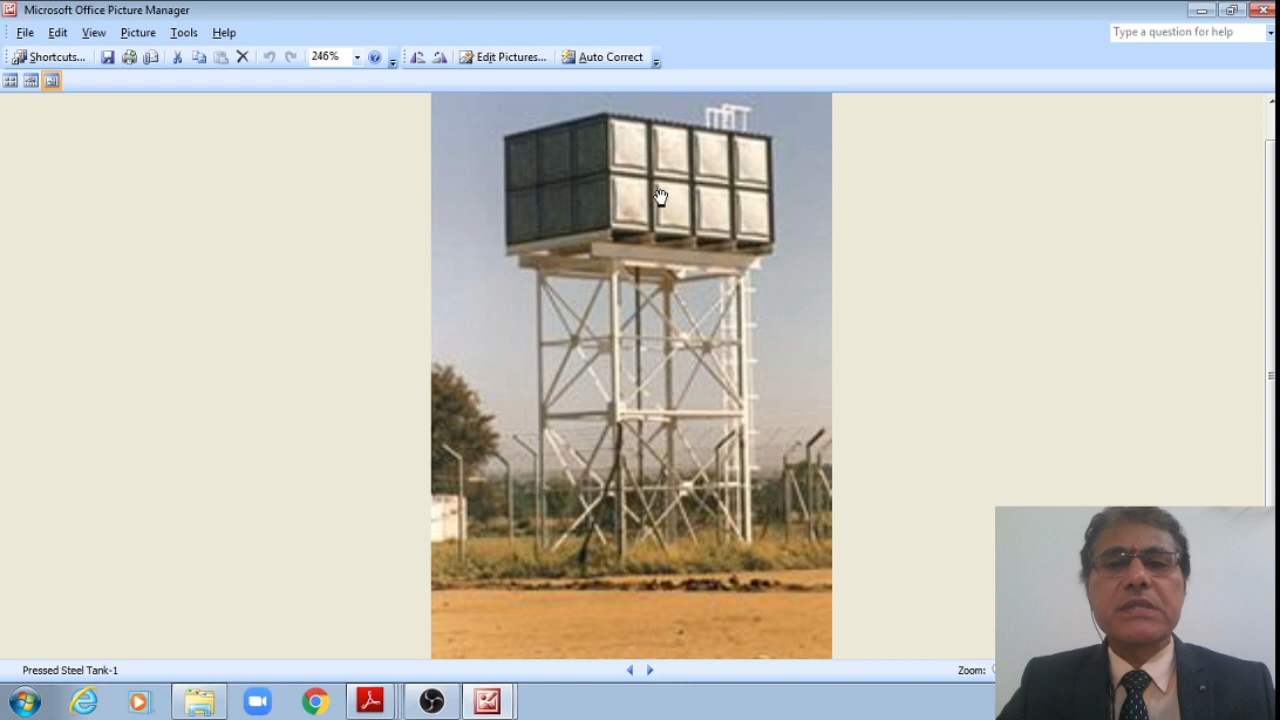 Microsoft Office Picture Manager
File Edit View Picture Tools Help
Type a question for help
Shortcuts... 246% Edit Pictures... Auto Correct
Pressed Steel Tank-1
Zoom: